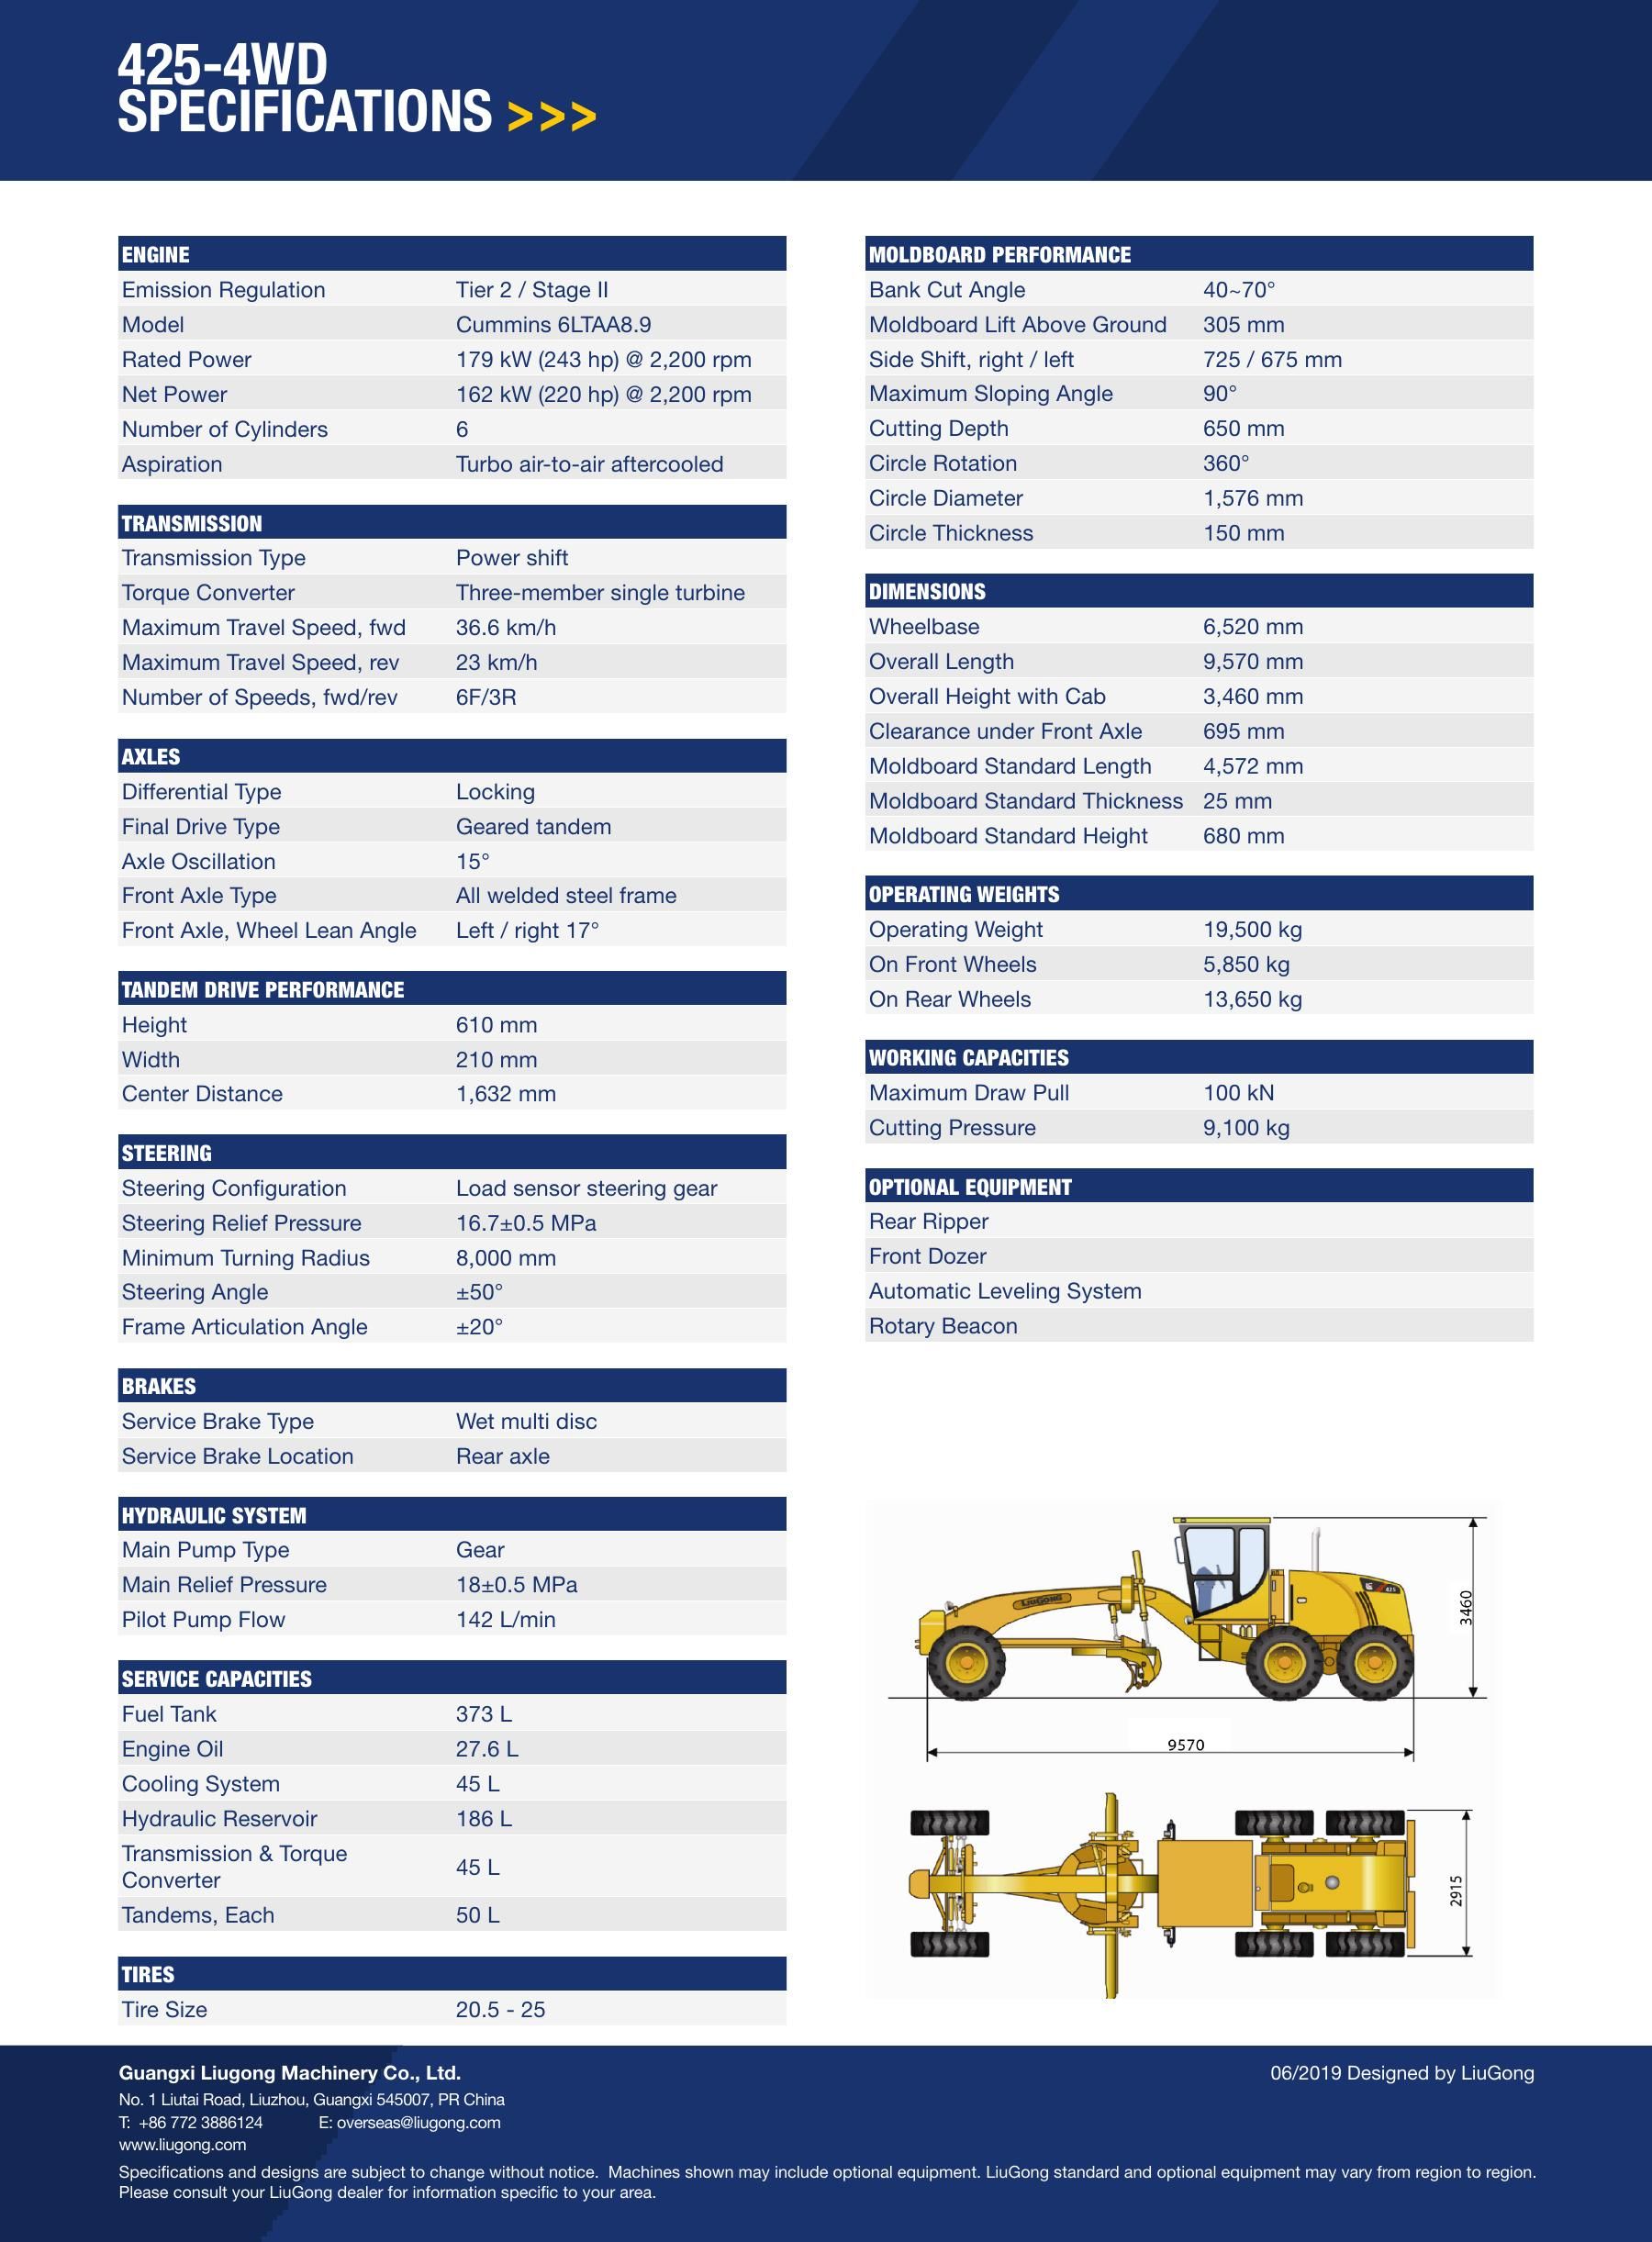 425-4WD
SPECIFICATIONS >>>
ENGINE
Emission Regulation Tier 2 / Stage II
Model Cummins 6LTAA8.9
Rated Power 179 kW (243 hp) @ 2,200 rpm
Net Power 162 kW (220 hp) @ 2,200 rpm
Number of Cylinders 6
Aspiration Turbo air-to-air aftercooled
TRANSMISSION
Transmission Type Power shift
Torque Converter Three-member single turbine
Maximum Travel Speed, fwd 36.6 km/h
Maximum Travel Speed, rev 23 km/h
Number of Speeds, fwd/rev 6F/3R
AXLES
Differential Type Locking
Final Drive Type Geared tandem
Axle Oscillation 15°
Front Axle Type All welded steel frame
Front Axle, Wheel Lean Angle Left / right 17°
TANDEM DRIVE PERFORMANCE
Height 610 mm
Width 210 mm
Center Distance 1,632 mm
STEERING
Steering Configuration Load sensor steering gear
Steering Relief Pressure 16.7±0.5 MPa
Minimum Turning Radius 8,000 mm
Steering Angle ±50°
Frame Articulation Angle ±20°
BRAKES
Service Brake Type Wet multi disc
Service Brake Location Rear axle
HYDRAULIC SYSTEM
Main Pump Type Gear
Main Relief Pressure 18±0.5 MPa
Pilot Pump Flow 142 L/min
SERVICE CAPACITIES
Fuel Tank 373 L
Engine Oil 27.6 L
Cooling System 45 L
Hydraulic Reservoir 186 L
Transmission & Torque
Converter 45 L
Tandems, Each 50 L
TIRES
Tire Size 20.5 - 25
MOLDBOARD PERFORMANCE
Bank Cut Angle 40~70°
Moldboard Lift Above Ground 305 mm
Side Shift, right / left 725 / 675 mm
Maximum Sloping Angle 90°
Cutting Depth 650 mm
Circle Rotation 360°
Circle Diameter 1,576 mm
Circle Thickness 150 mm
DIMENSIONS
Wheelbase 6,520 mm
Overall Length 9,570 mm
Overall Height with Cab 3,460 mm
Clearance under Front Axle 695 mm
Moldboard Standard Length 4,572 mm
Moldboard Standard Thickness 25 mm
Moldboard Standard Height 680 mm
OPERATING WEIGHTS
Operating Weight 19,500 kg
On Front Wheels 5,850 kg
On Rear Wheels 13,650 kg
WORKING CAPACITIES
Maximum Draw Pull 100 kN
Cutting Pressure 9,100 kg
OPTIONAL EQUIPMENT
Rear Ripper
Front Dozer
Automatic Leveling System
Rotary Beacon
LIUGONG
425
3460
9570
2915
Guangxi Liugong Machinery Co., Ltd.
No. 1 Liutai Road, Liuzhou, Guangxi 545007, PR China
T: +86 772 3886124 E: overseas@liugong.com
www.liugong.com
06/2019 Designed by LiuGong
Specifications and designs are subject to change without notice. Machines shown may include optional equipment. LiuGong standard and optional equipment may vary from region to region.
Please consult your LiuGong dealer for information specific to your area.